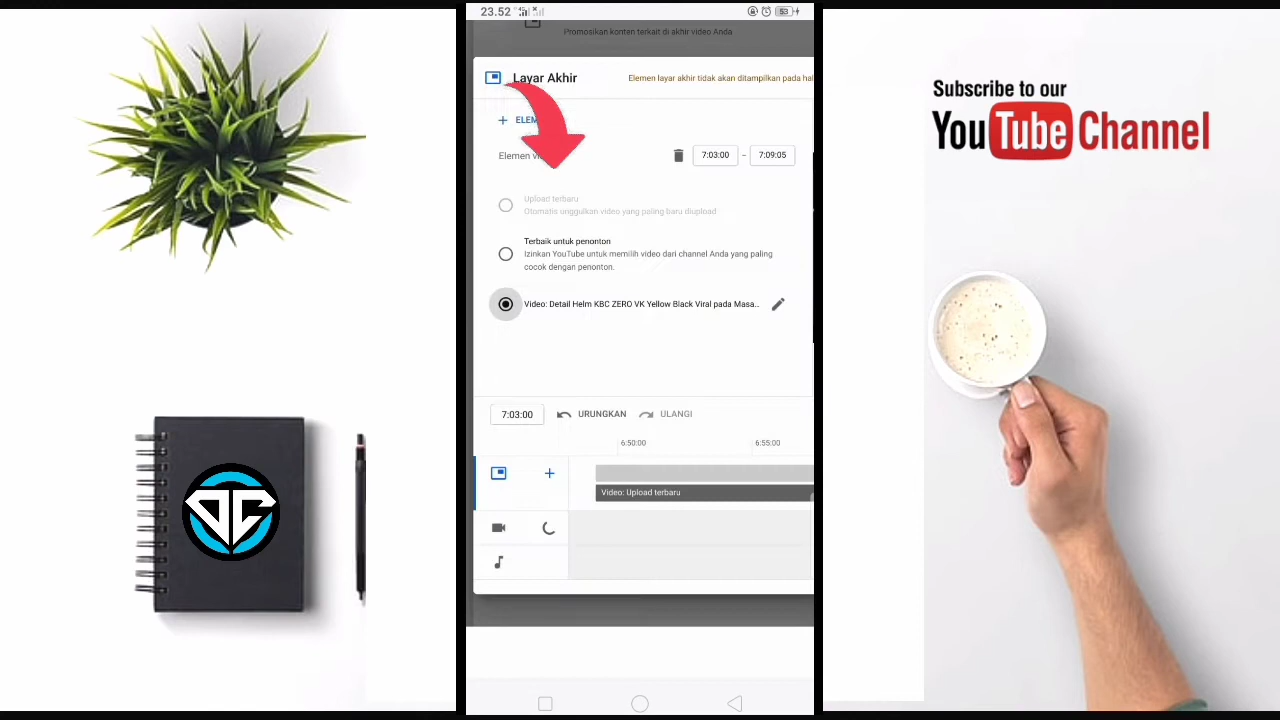 23.52
53
Promosikan konten terkait di akhir video Anda
Layar Akhir
Elemen layar akhir tidak akan ditampilkan pada
+
Elemen
7:03:00 - 7:09:05
Upload terbaru
Otomatis unggulkan video yang paling baru diupload
Terbaik untuk penonton
Izinkan YouTube untuk memilih video dari channel Anda yang paling
cocok dengan penonton.
Video: Detail Helm KBC ZERO VK Yellow Black Viral pada Masa..
7:03:00
URUNGKAN
ULANGI
6:50:00
6:55:00
Video: Upload terbaru
Subscribe to our
YouTube Channel